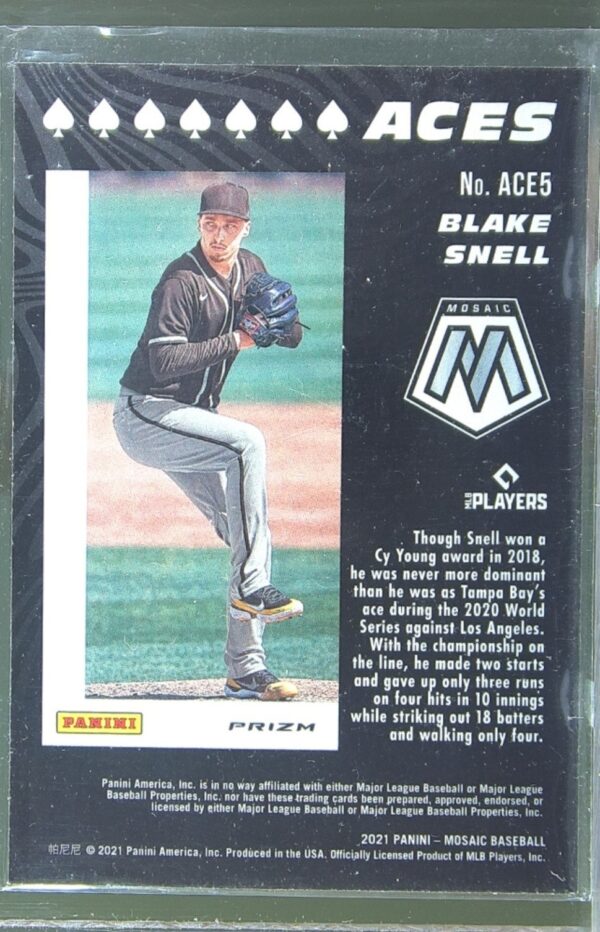 ACES
No. ACE5
BLAKE
SNELL
MOSAIC
M
MLB PLAYERS
Though Snell won a
Cy Young award in 2018,
he was never more dominant
than he was as Tampa Bay's
ace during the 2020 World
Series against Los Angeles.
With the championship on
the line, he made two starts
and gave up only three runs
on four hits in 10 innings
while striking out 18 batters
and walking only four.
PANINI
PRIZM
Panini America, Inc. is in no way affiliated with either Major League Baseball or Major League
Baseball Properties, Inc. nor have these trading cards been prepared, approved, endorsed, or
licensed by either Major League Baseball or Major League Baseball Properties, Inc.
2021 PANINI – MOSAIC BASEBALL
帕尼尼 © 2021 Panini America, Inc. Produced in the USA. Officially Licensed Product of MLB Players, Inc.